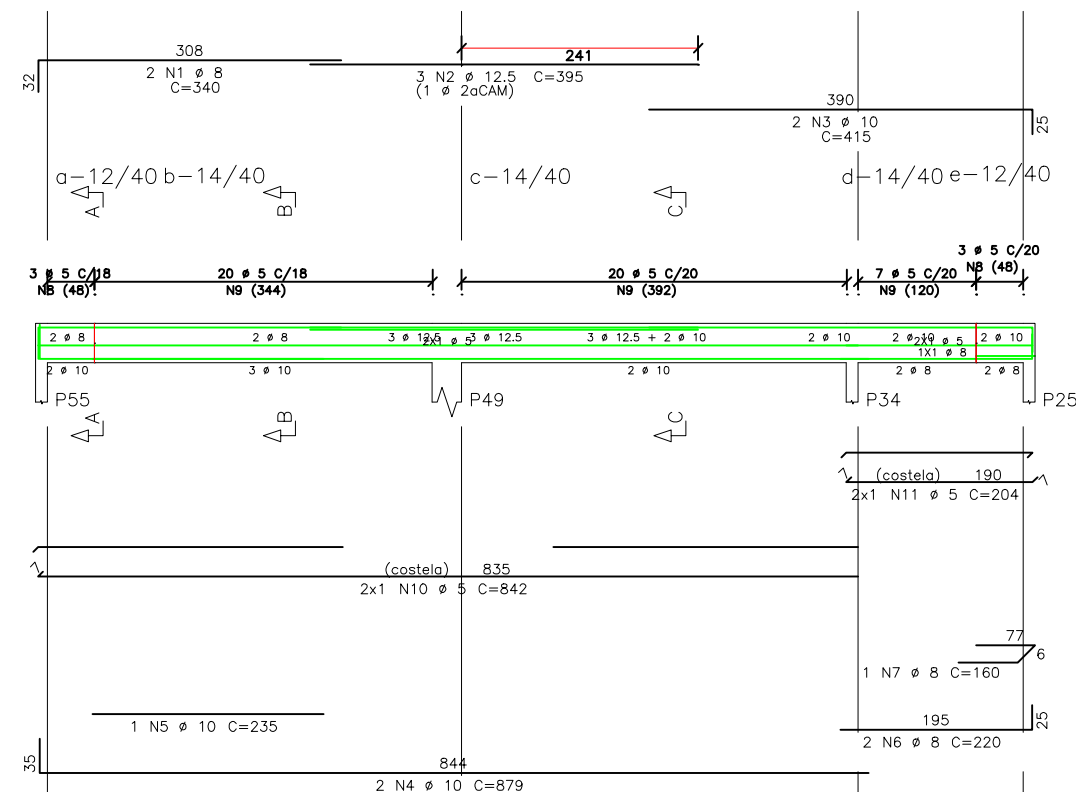 308
2 N1 ø 8
C=340
32
241
3 N2 ø 12.5 C=395
(1 ø 2aCAM)
390
2 N3 ø 10
C=415
25
a-12/40 b-14/40
c-14/40
d-14/40 e-12/40
A
B
C
3 ø 5 C/18
N8 (48)
20 ø 5 C/18
N9 (344)
20 ø 5 C/20
N9 (392)
7 ø 5 C/20
N9 (120)
3 ø 5 C/20
N8 (48)
2 ø 8
2 ø 8
3 ø 12.5
2X1 ø 5
3 ø 12.5
3 ø 12.5 + 2 ø 10
2 ø 10
2 ø 10
2X1 ø 5
2 ø 10
1X1 ø 8
2 ø 10
3 ø 10
2 ø 10
2 ø 8
2 ø 8
P55
P49
P34
P25
A
B
C
(costela) 190
2x1 N11 ø 5 C=204
(costela) 835
2x1 N10 ø 5 C=842
77
6
1 N7 ø 8 C=160
1 N5 ø 10 C=235
195
25
2 N6 ø 8 C=220
35
844
2 N4 ø 10 C=879